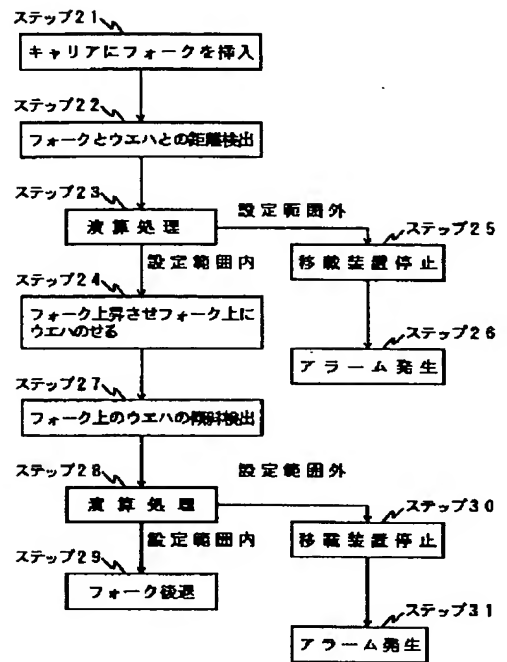 ステップ21
キャリアにフォークを挿入
ステップ22
フォークとウエハとの距離検出
ステップ23
演算処理
設定範囲外
ステップ25
移載装置停止
設定範囲内
ステップ24
フォーク上昇させフォーク上に
ウエハのせる
ステップ26
アラーム発生
ステップ27
フォーク上のウエハの傾斜検出
ステップ28
演算処理
設定範囲外
ステップ30
移載装置停止
設定範囲内
ステップ29
フォーク後退
ステップ31
アラーム発生